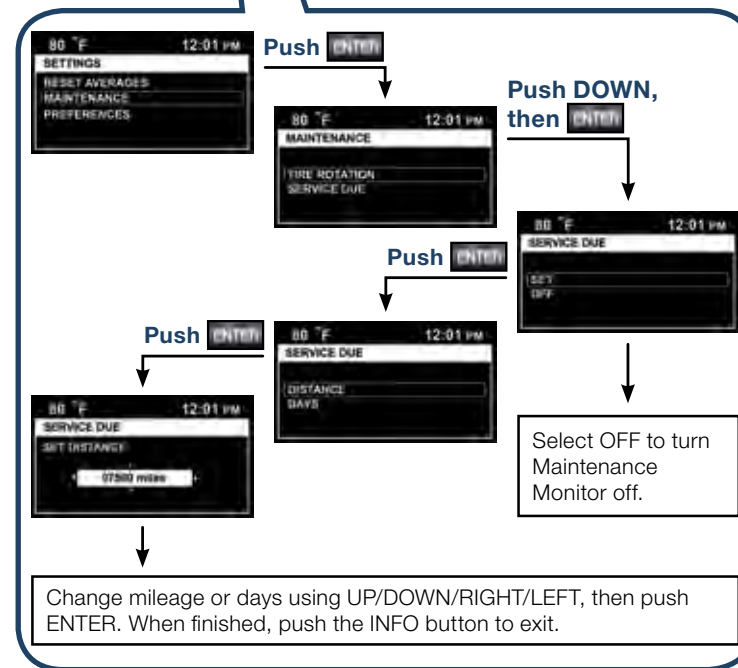 80 °F 12:01 PM
SETTINGS
RESET AVERAGES
MAINTENANCE
PREFERENCES
Push ENTER
80 °F 12:01 PM
MAINTENANCE
TIRE ROTATION
SERVICE DUE
Push DOWN,
then ENTER
80 °F 12:01 PM
SERVICE DUE
SET
OFF
Push ENTER
80 °F 12:01 PM
SERVICE DUE
DISTANCE
DAYS
Push ENTER
80 °F 12:01 PM
SERVICE DUE
SET DISTANCE
07500 miles
Select OFF to turn
Maintenance
Monitor off.
Change mileage or days using UP/DOWN/RIGHT/LEFT, then push
ENTER. When finished, push the INFO button to exit.